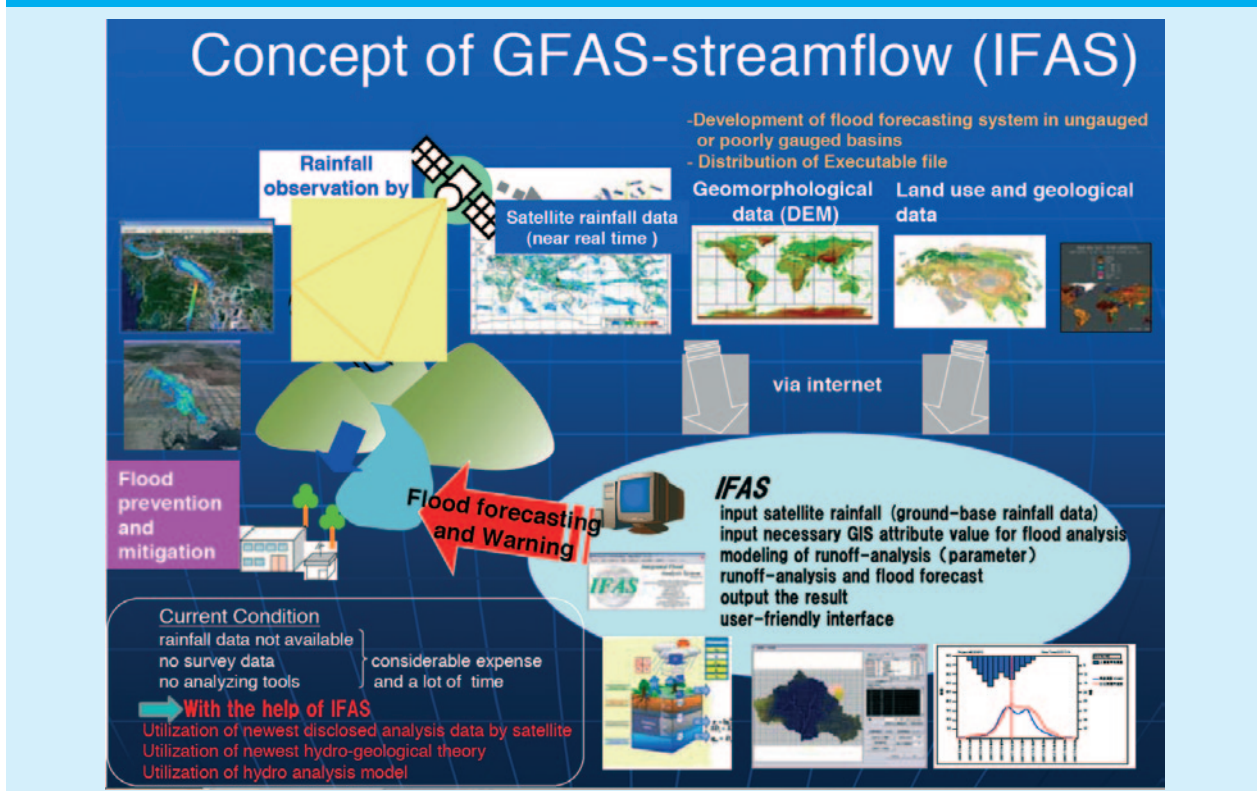 Concept of GFAS-streamflow (IFAS)
-Development of flood forecasting system in ungauged
or poorly gauged basins
- Distribution of Executable file
Rainfall
observation by
Satellite rainfall data
(near real time )
Geomorphological
data (DEM)
Land use and geological
data
via internet
Flood
prevention
and
mitigation
Flood forecasting
and Warning
IFAS
input satellite rainfall (ground-base rainfall data)
input necessary GIS attribute value for flood analysis
modeling of runoff-analysis (parameter)
runoff-analysis and flood forecast
output the result
user-friendly interface
Integrated Flood
Analysis System
IFAS
Current Condition
rainfall data not available
no survey data
no analyzing tools
considerable expense
and a lot of time
With the help of IFAS
Utilization of newest disclosed analysis data by satellite
Utilization of newest hydro-geological theory
Utilization of hydro analysis model